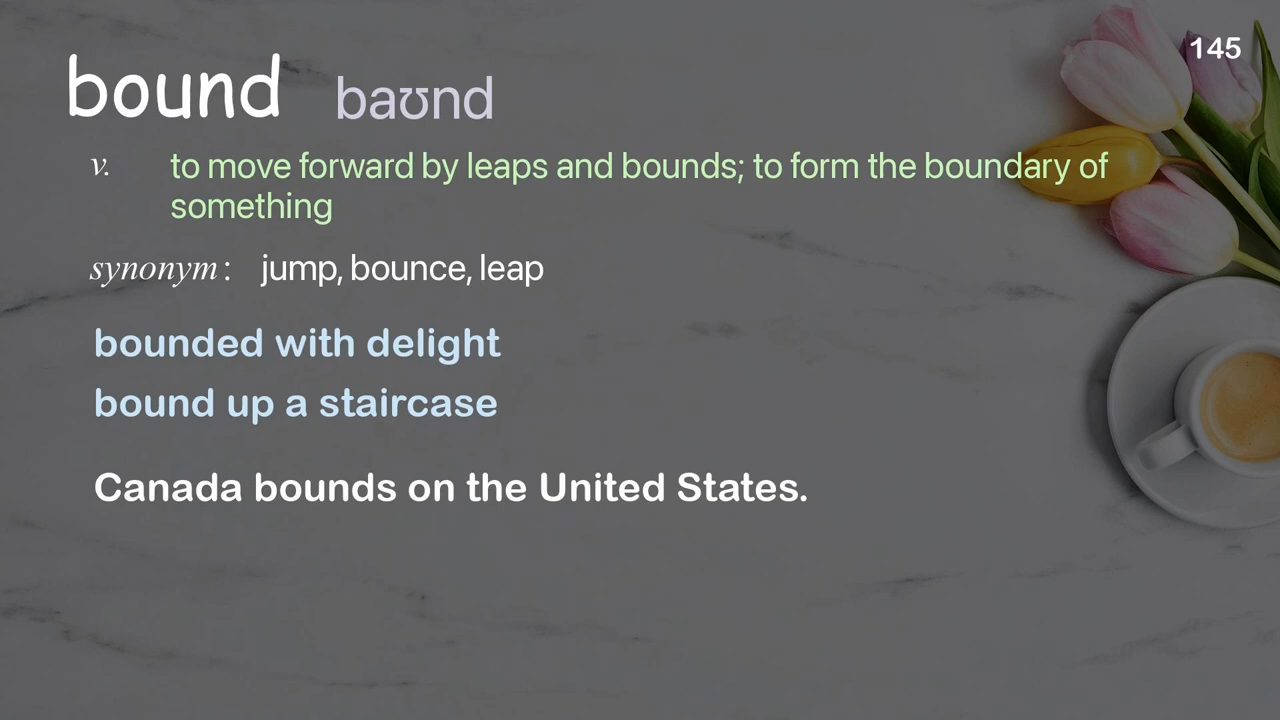 145
bound baʊnd
v. to move forward by leaps and bounds; to form the boundary of
something
synonym: jump, bounce, leap
bounded with delight
bound up a staircase
Canada bounds on the United States.